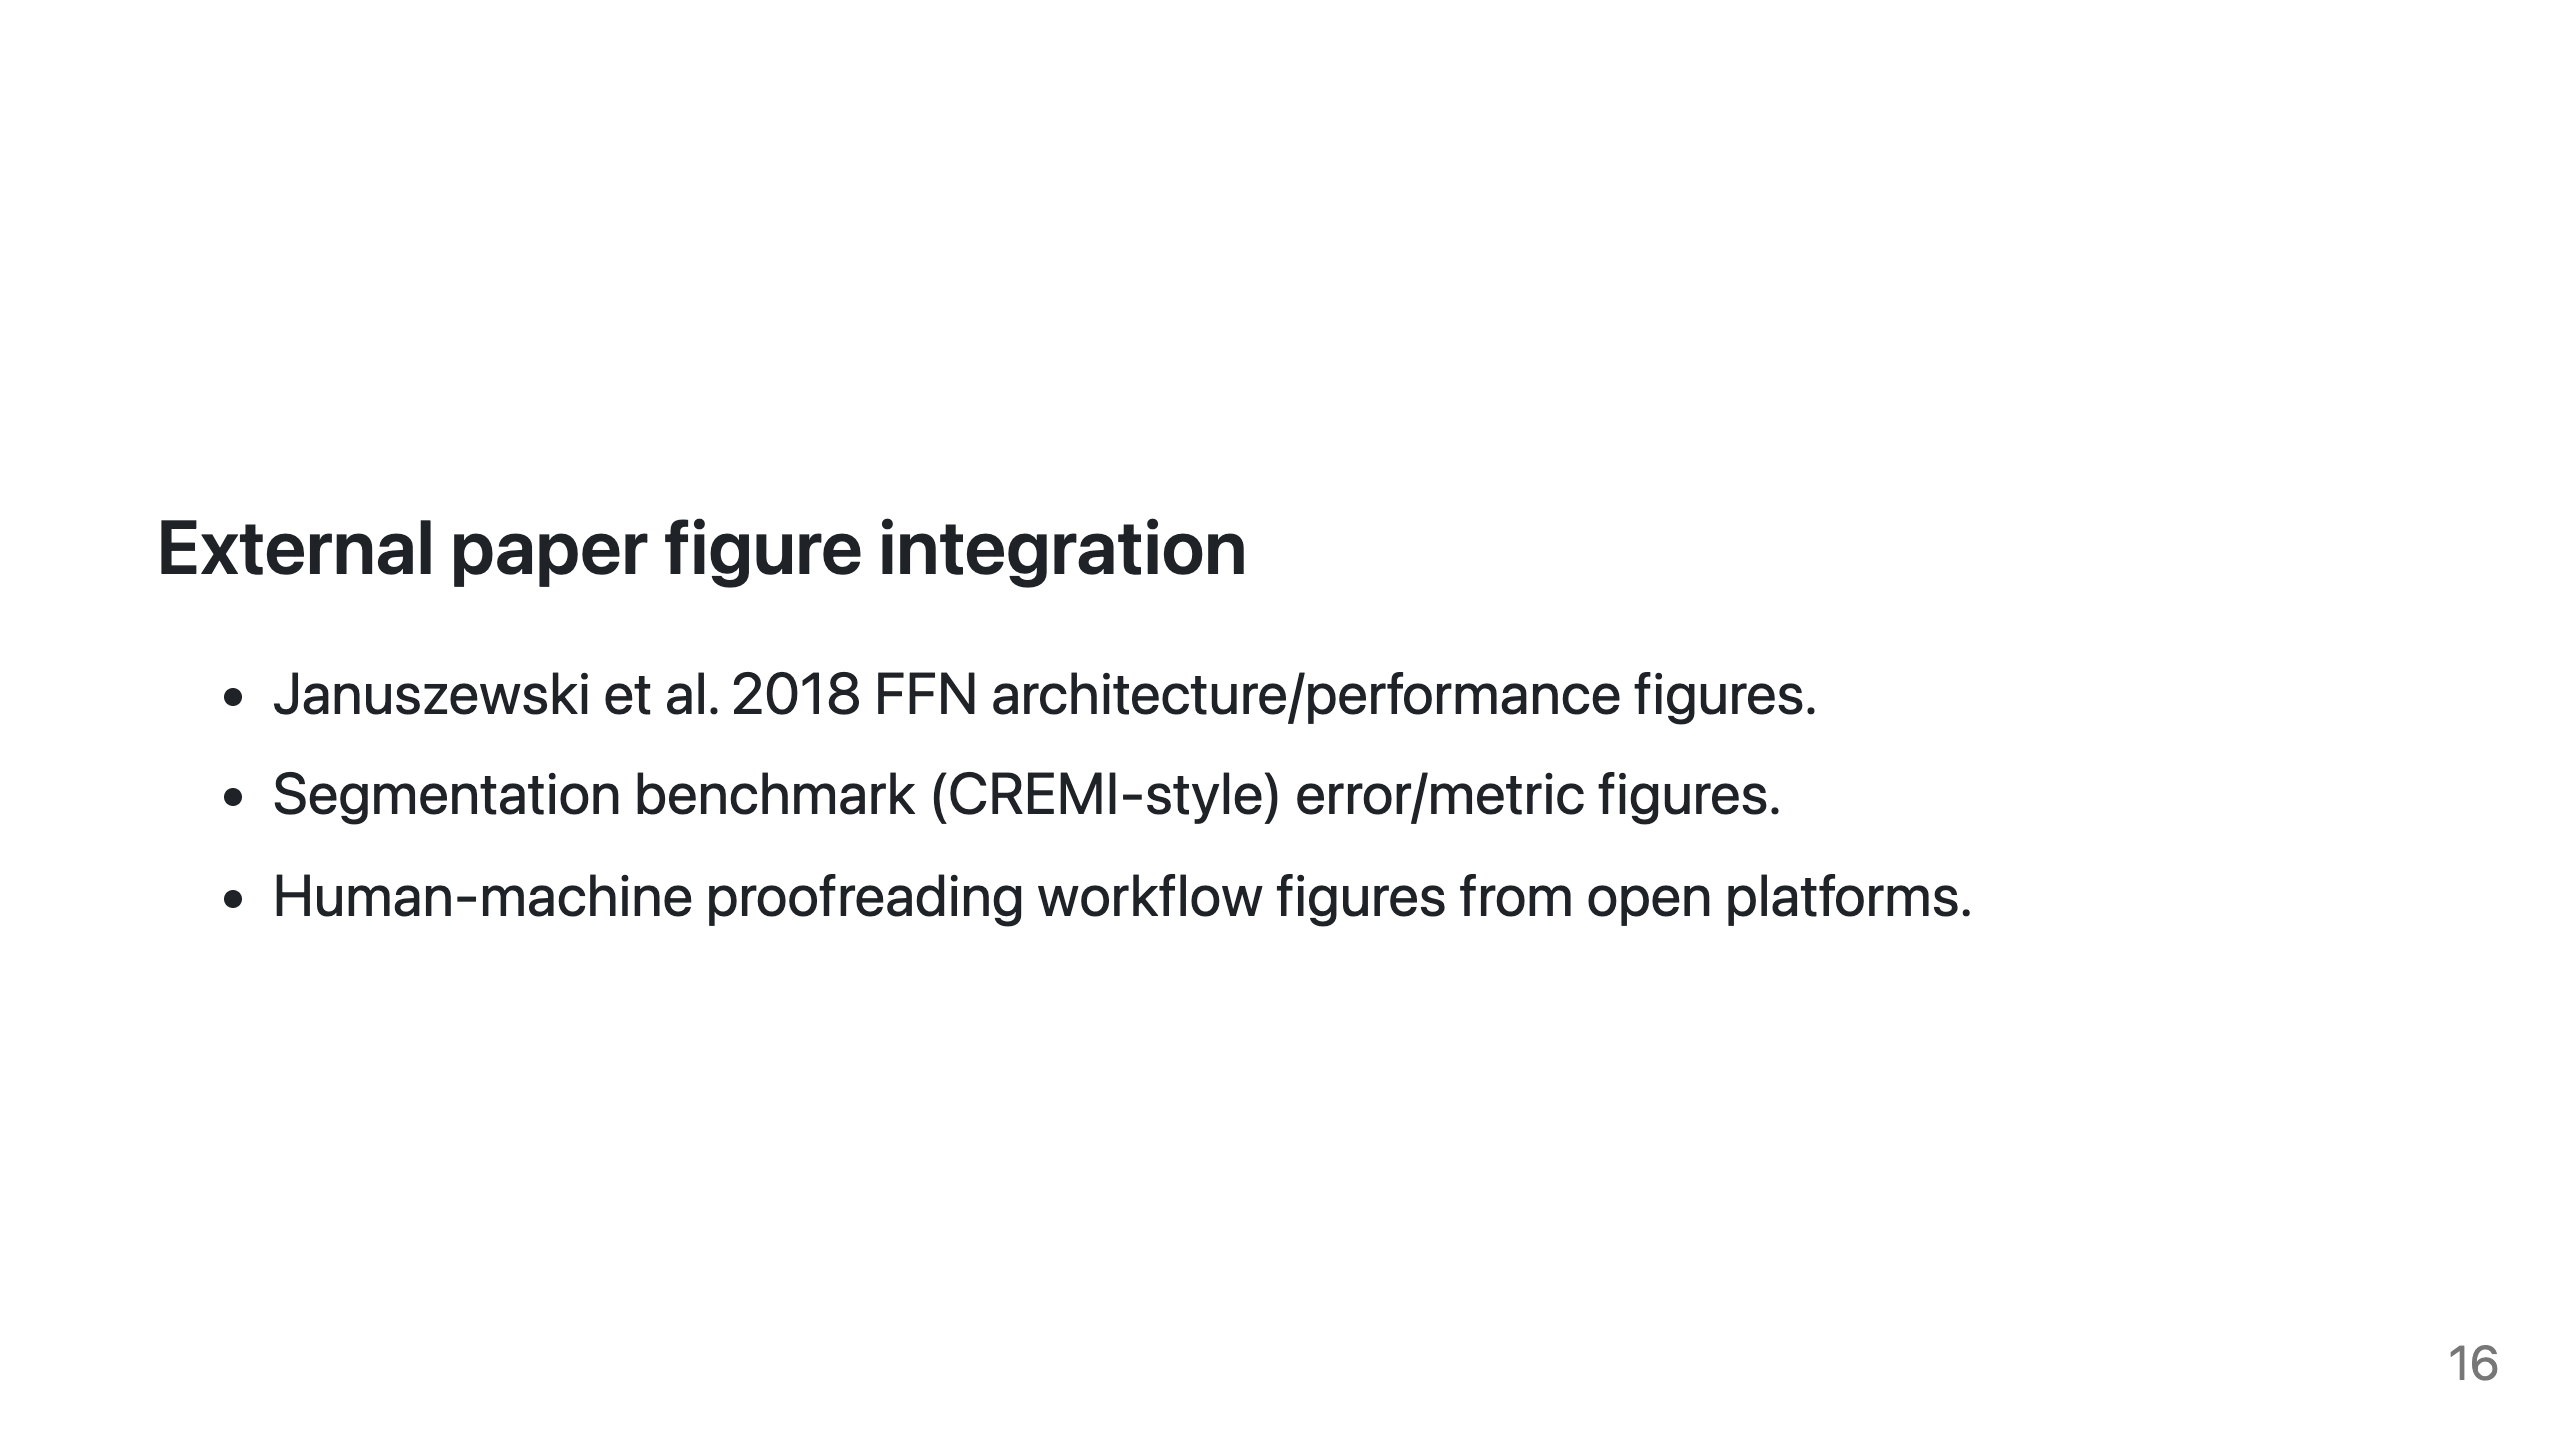 External paper figure integration
• Januszewski et al. 2018 FFN architecture/performance figures.
• Segmentation benchmark (CREMI-style) error/metric figures.
• Human-machine proofreading workflow figures from open platforms.
16